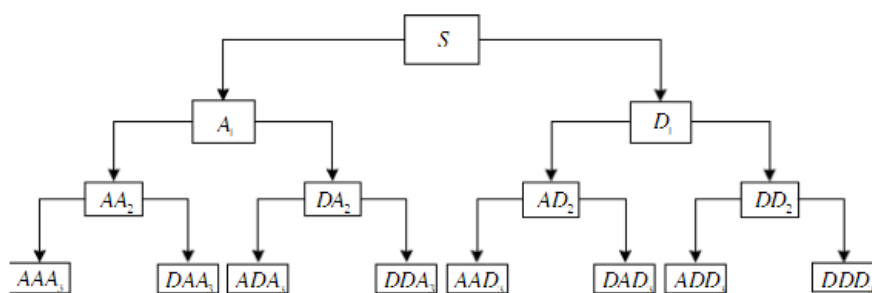 S
A₁ D₁
AA₂ DA₂ AD₂ DD₂
AAA₃ DAA₃ ADA₃ DDA₃ AAD₃ DAD₃ ADD₃ DDD₃